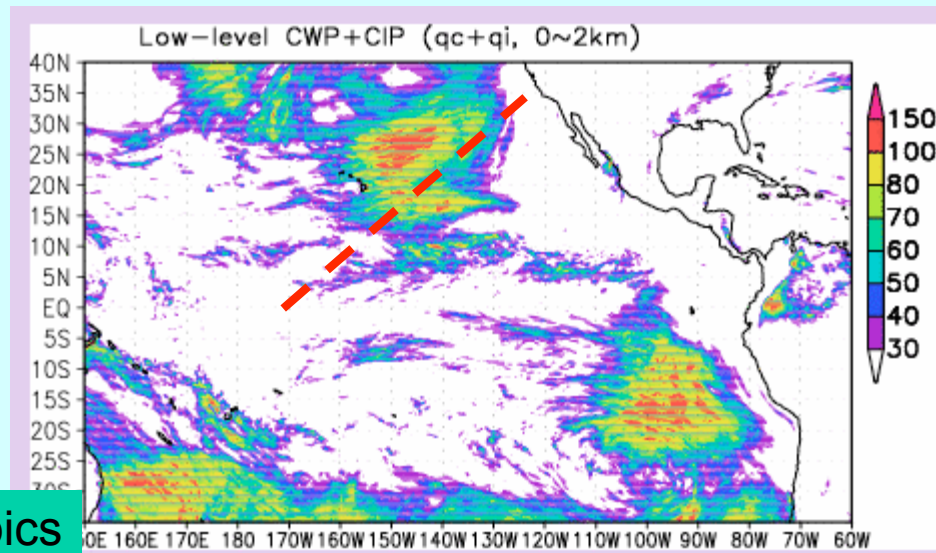 Low-level CWP+CIP (qc+qi, 0~2km)
40N
35N
30N
25N
20N
15N
10N
5N
EQ
5S
10S
15S
20S
25S
150
100
80
70
60
50
40
30
160E 170E 180 170W 160W 150W 140W 130W 120W 110W 100W 90W 80W 70W 60W